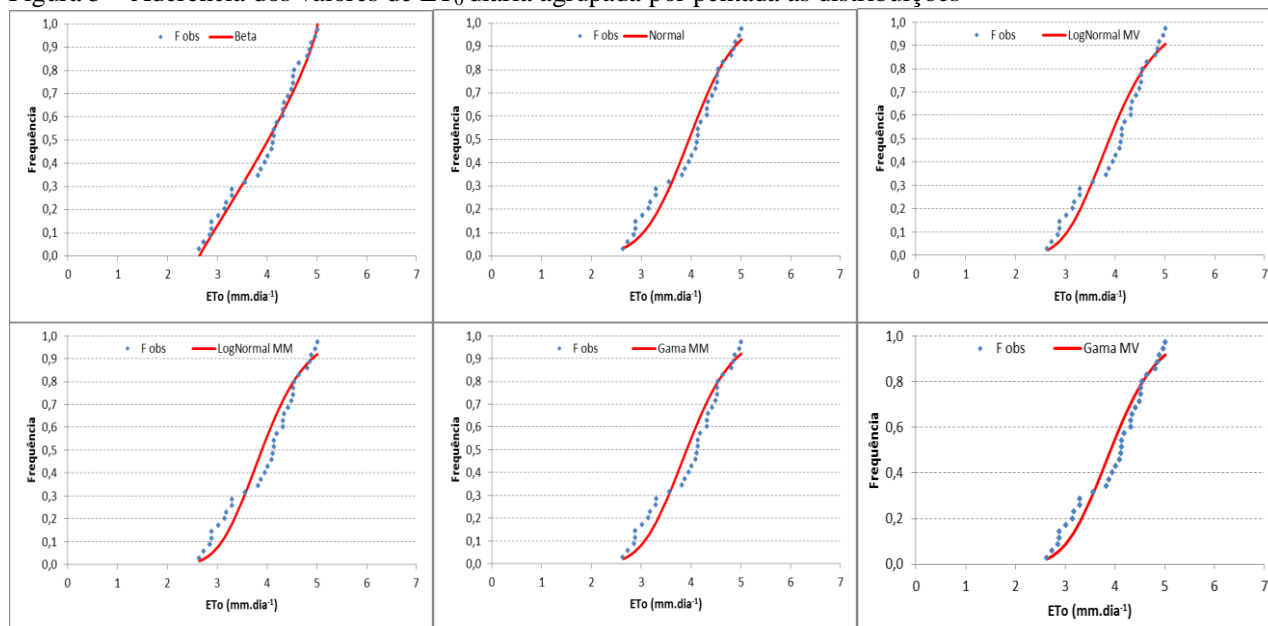 Figura – Aderência dos valores de ET₀ diária agrupada por pêntada às distribuições
F obs Beta
Frequência
1,0
0,9
0,8
0,7
0,6
0,5
0,4
0,3
0,2
0,1
0,0
0 1 2 3 4 5 6 7
ETo (mm.dia⁻¹)
F obs Normal
Frequência
1,0
0,9
0,8
0,7
0,6
0,5
0,4
0,3
0,2
0,1
0,0
0 1 2 3 4 5 6 7
ETo (mm.dia⁻¹)
F obs LogNormal MV
Frequência
1,0
0,9
0,8
0,7
0,6
0,5
0,4
0,3
0,2
0,1
0,0
0 1 2 3 4 5 6 7
ETo (mm.dia⁻¹)
F obs LogNormal MM
Frequência
1,0
0,9
0,8
0,7
0,6
0,5
0,4
0,3
0,2
0,1
0,0
0 1 2 3 4 5 6 7
ETo (mm.dia⁻¹)
F obs Gama MM
Frequência
1,0
0,9
0,8
0,7
0,6
0,5
0,4
0,3
0,2
0,1
0,0
0 1 2 3 4 5 6 7
ETo (mm.dia⁻¹)
F obs Gama MV
Frequência
1,0
0,8
0,6
0,4
0,2
0,0
0 1 2 3 4 5 6 7
ETo (mm.dia⁻¹)